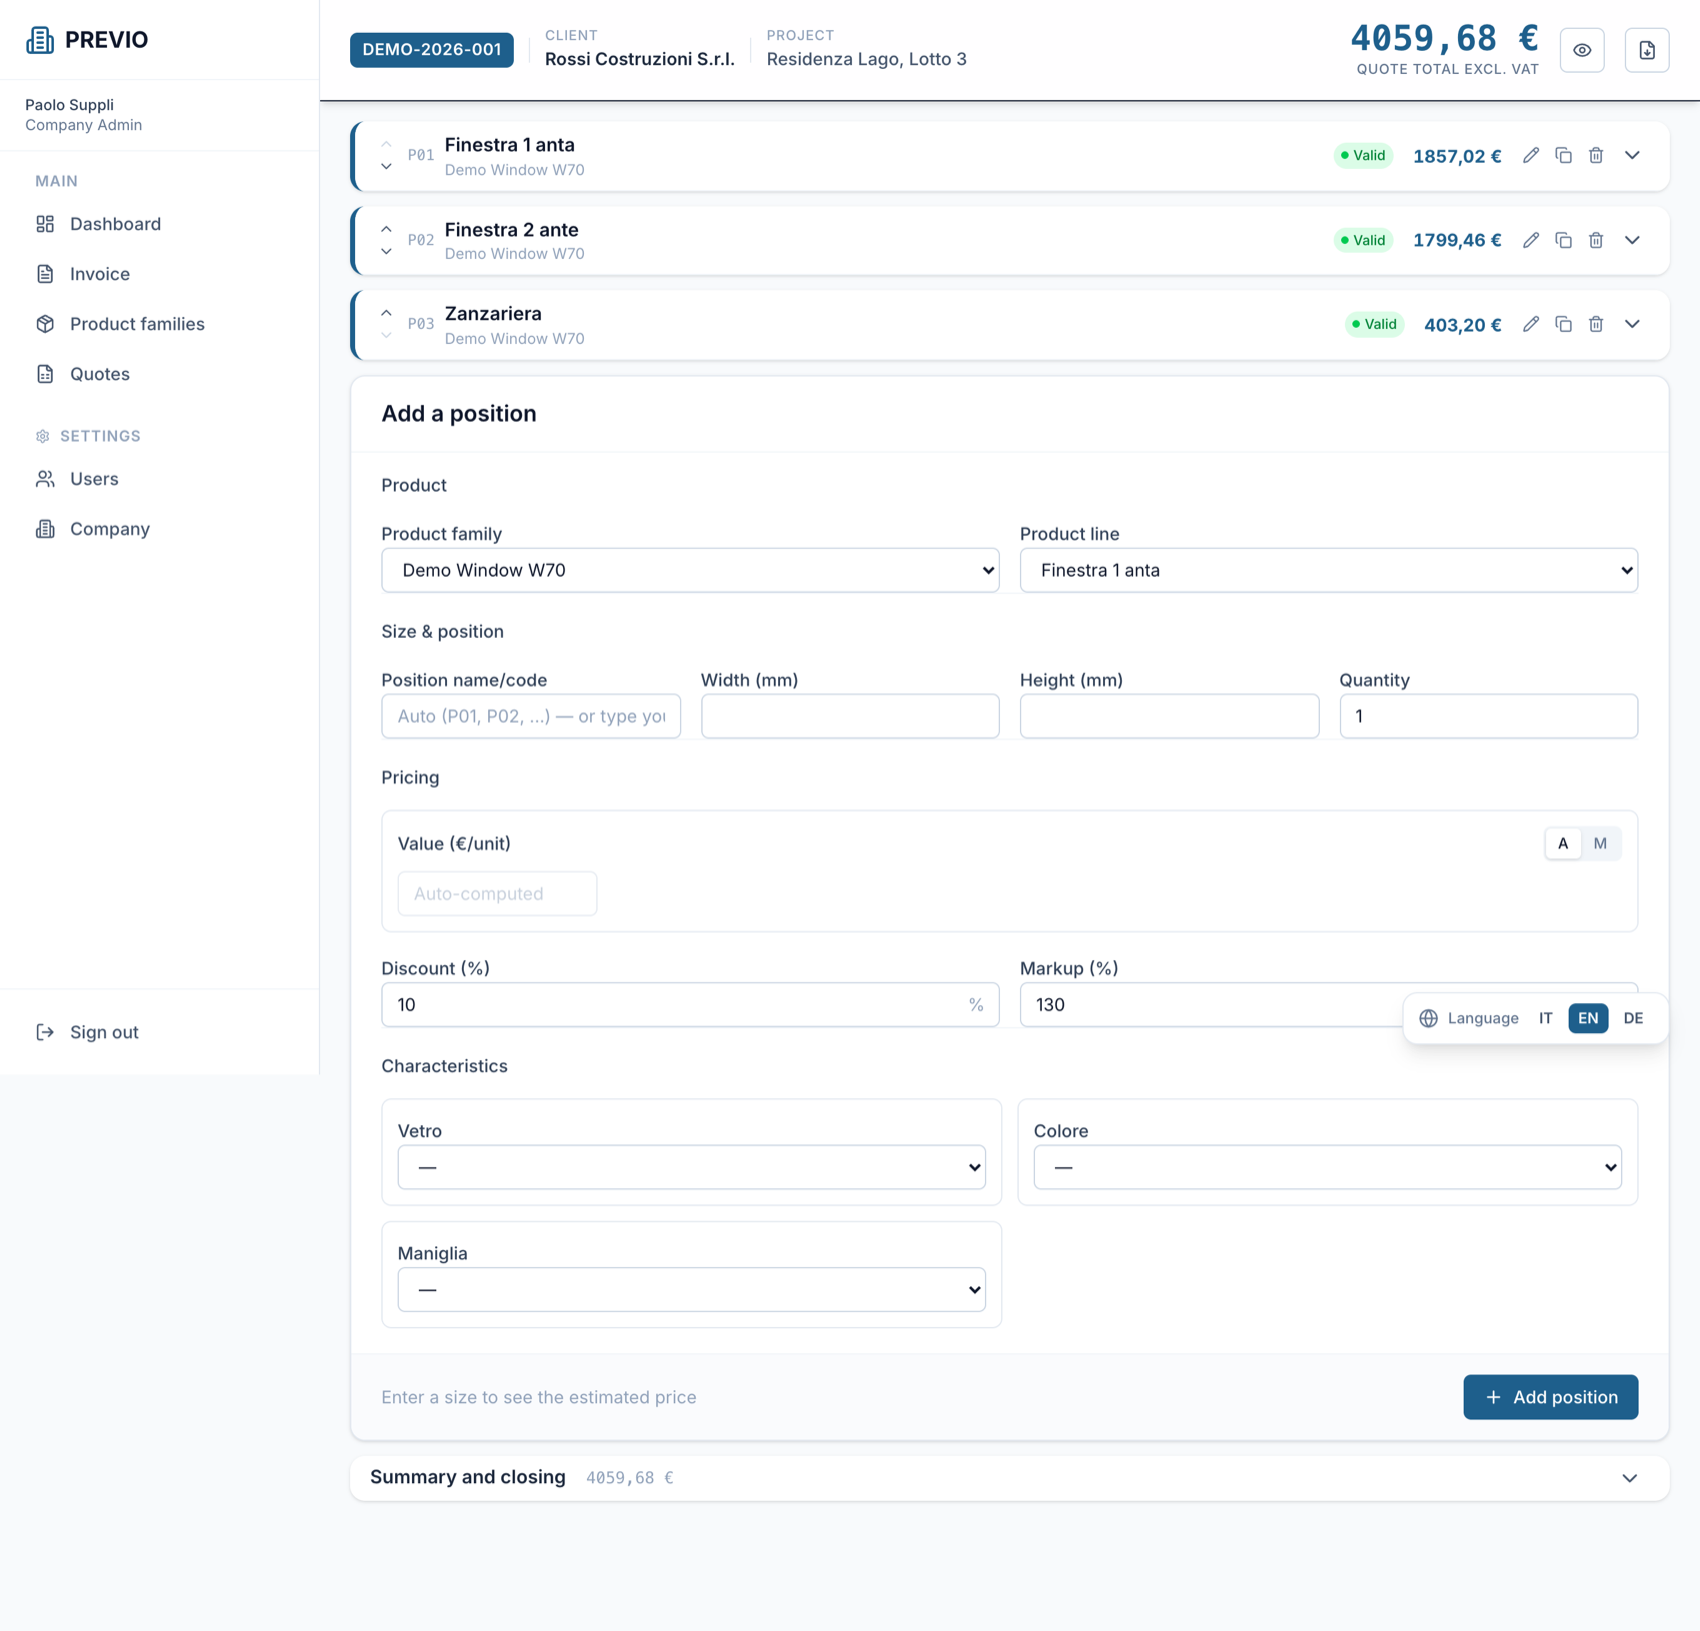 PREVIO
Paolo Suppli
Company Admin
MAIN
Dashboard
Invoice
Product families
Quotes
SETTINGS
Users
Company
Sign out
DEMO-2026-001
CLIENT
Rossi Costruzioni S.r.l.
PROJECT
Residenza Lago, Lotto 3
4059,68 €
QUOTE TOTAL EXCL. VAT
P01
Finestra 1 anta
Demo Window W70
Valid
1857,02 €
P02
Finestra 2 ante
Demo Window W70
Valid
1799,46 €
P03
Zanzariera
Demo Window W70
Valid
403,20 €
Add a position
Product
Product family
Product line
Demo Window W70
Finestra 1 anta
Size & position
Position name/code
Width (mm)
Height (mm)
Quantity
Auto (P01, P02, ...) — or type you
1
Pricing
Value (€/unit)
A M
Auto-computed
Discount (%)
Markup (%)
10 %
130
Language IT EN DE
Characteristics
Vetro
Colore
—
—
Maniglia
—
Enter a size to see the estimated price
+ Add position
Summary and closing 4059,68 €